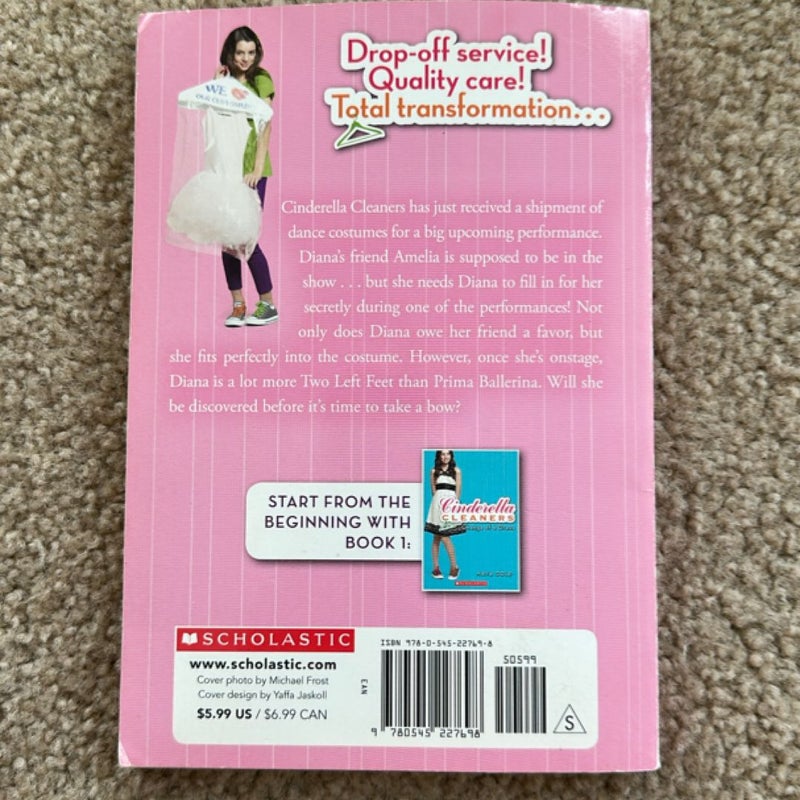 Drop-off service!
Quality care!
Total transformation...
WE
OUR CUSTOMERS
Cinderella Cleaners has just received a shipment of
dance costumes for a big upcoming performance.
Diana's friend Amelia is supposed to be in the
show . . . but she needs Diana to fill in for her
secretly during one of the performances! Not
only does Diana owe her friend a favor, but
she fits perfectly into the costume. However, once she's onstage,
Diana is a lot more Two Left Feet than Prima Ballerina. Will she
be discovered before it's time to take a bow?
START FROM THE
BEGINNING WITH
BOOK 1:
Cinderella
CLEANERS
SCHOLASTIC
SCHOLASTIC
www.scholastic.com
Cover photo by Michael Frost
Cover design by Yaffa Jaskoll
$5.99 US / $6.99 CAN
ISBN 978-0-545-22769-8
50599
EAN
9 780545 227698
S